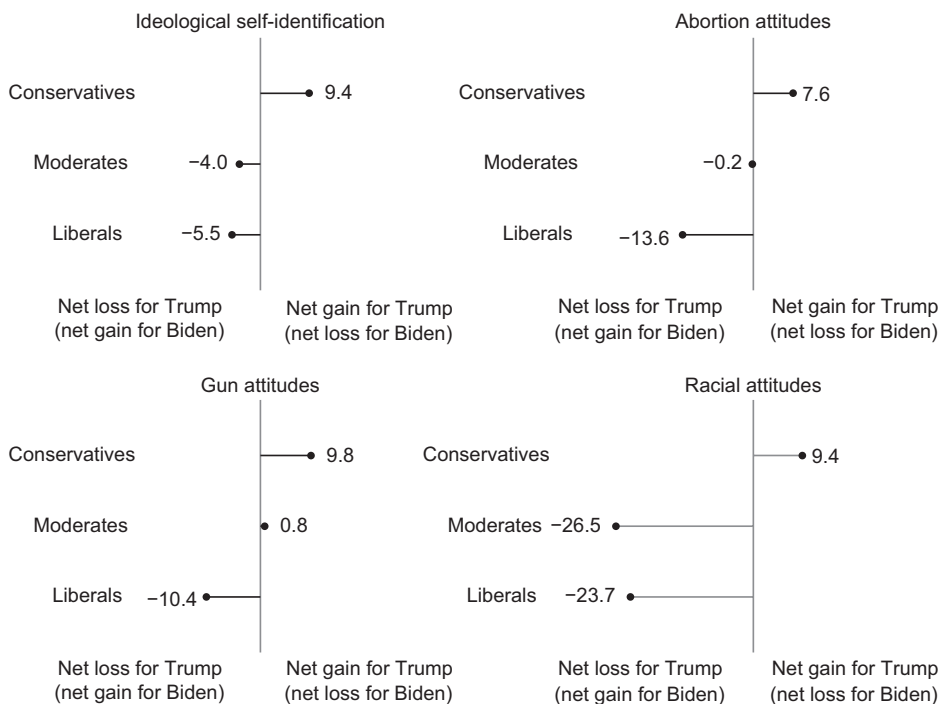 Ideological self-identification
Conservatives 9.4
Moderates −4.0
Liberals −5.5
Net loss for Trump
(net gain for Biden)
Net gain for Trump
(net loss for Biden)
Abortion attitudes
Conservatives 7.6
Moderates −0.2
Liberals −13.6
Net loss for Trump
(net gain for Biden)
Net gain for Trump
(net loss for Biden)
Gun attitudes
Conservatives 9.8
Moderates 0.8
Liberals −10.4
Net loss for Trump
(net gain for Biden)
Net gain for Trump
(net loss for Biden)
Racial attitudes
Conservatives 9.4
Moderates −26.5
Liberals −23.7
Net loss for Trump
(net gain for Biden)
Net gain for Trump
(net loss for Biden)